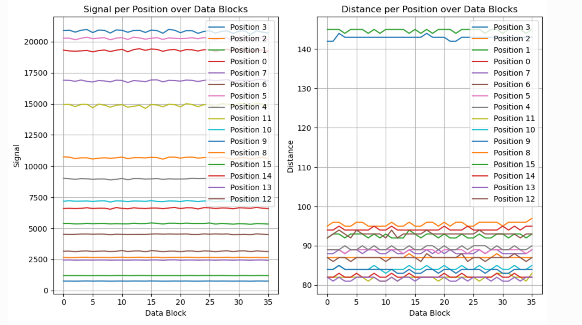 Signal per Position over Data Blocks
Distance per Position over Data Blocks
20000
17500
15000
12500
10000
7500
5000
2500
0
Signal
0 5 10 15 20 25 30 35
Data Block
Position 3
Position 2
Position 1
Position 0
Position 7
Position 6
Position 5
Position 4
Position 11
Position 10
Position 9
Position 8
Position 15
Position 14
Position 13
Position 12
140
130
120
110
100
90
80
Distance
0 5 10 15 20 25 30 35
Data Block
Position 3
Position 2
Position 1
Position 0
Position 7
Position 6
Position 5
Position 4
Position 11
Position 10
Position 9
Position 8
Position 15
Position 14
Position 13
Position 12